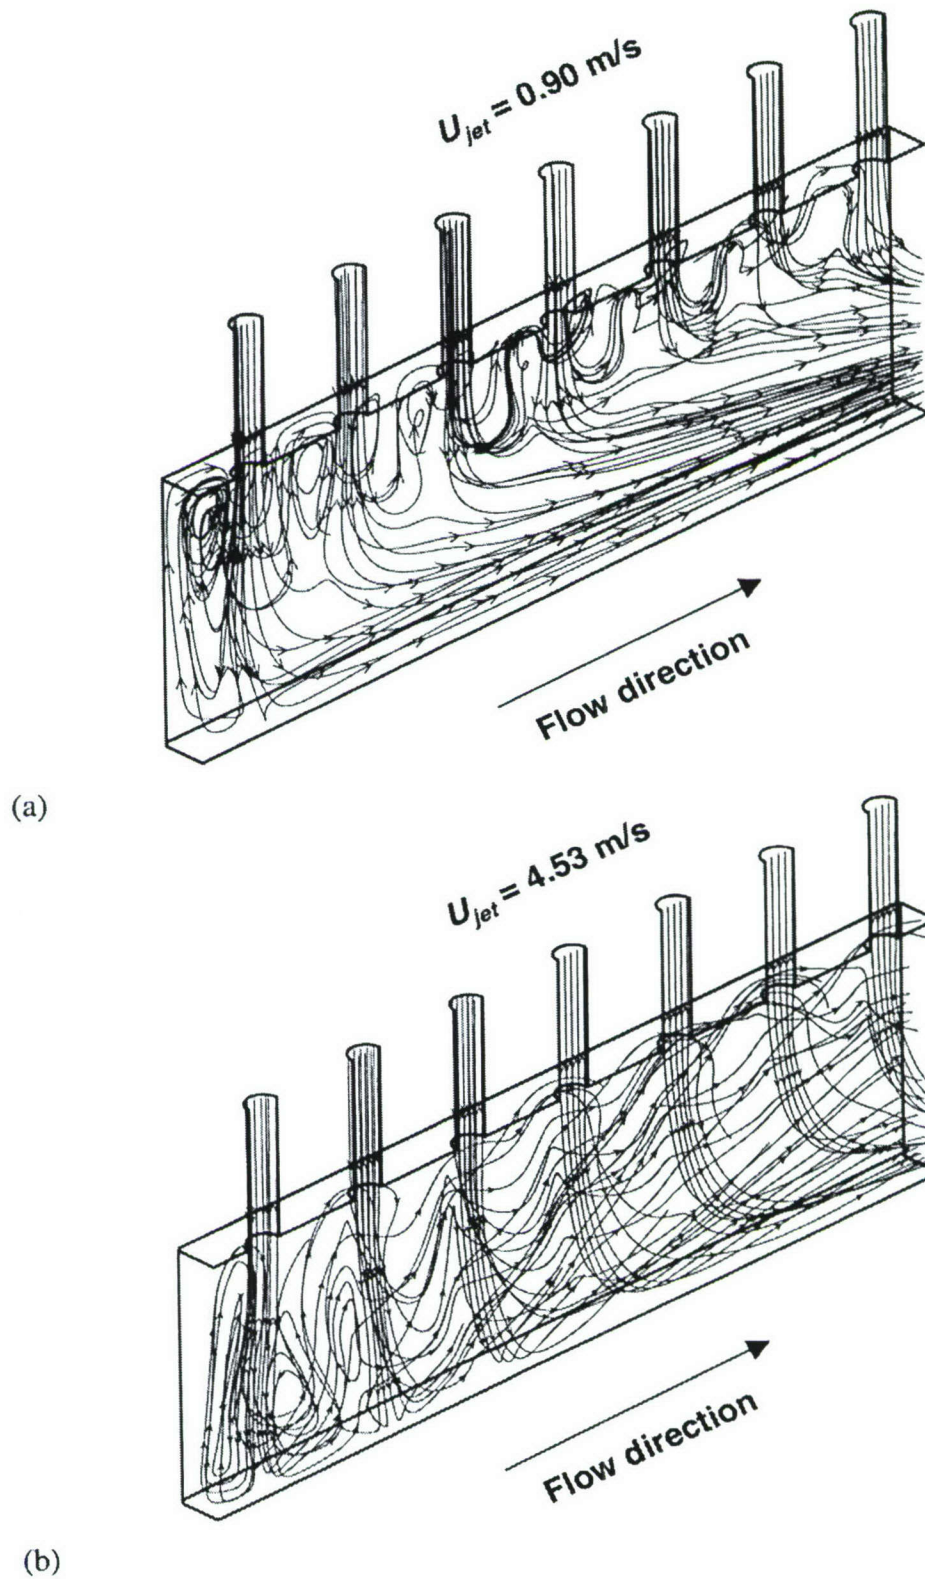 U_jet = 0.90 m/s
Flow direction
(a)
U_jet = 4.53 m/s
Flow direction
(b)